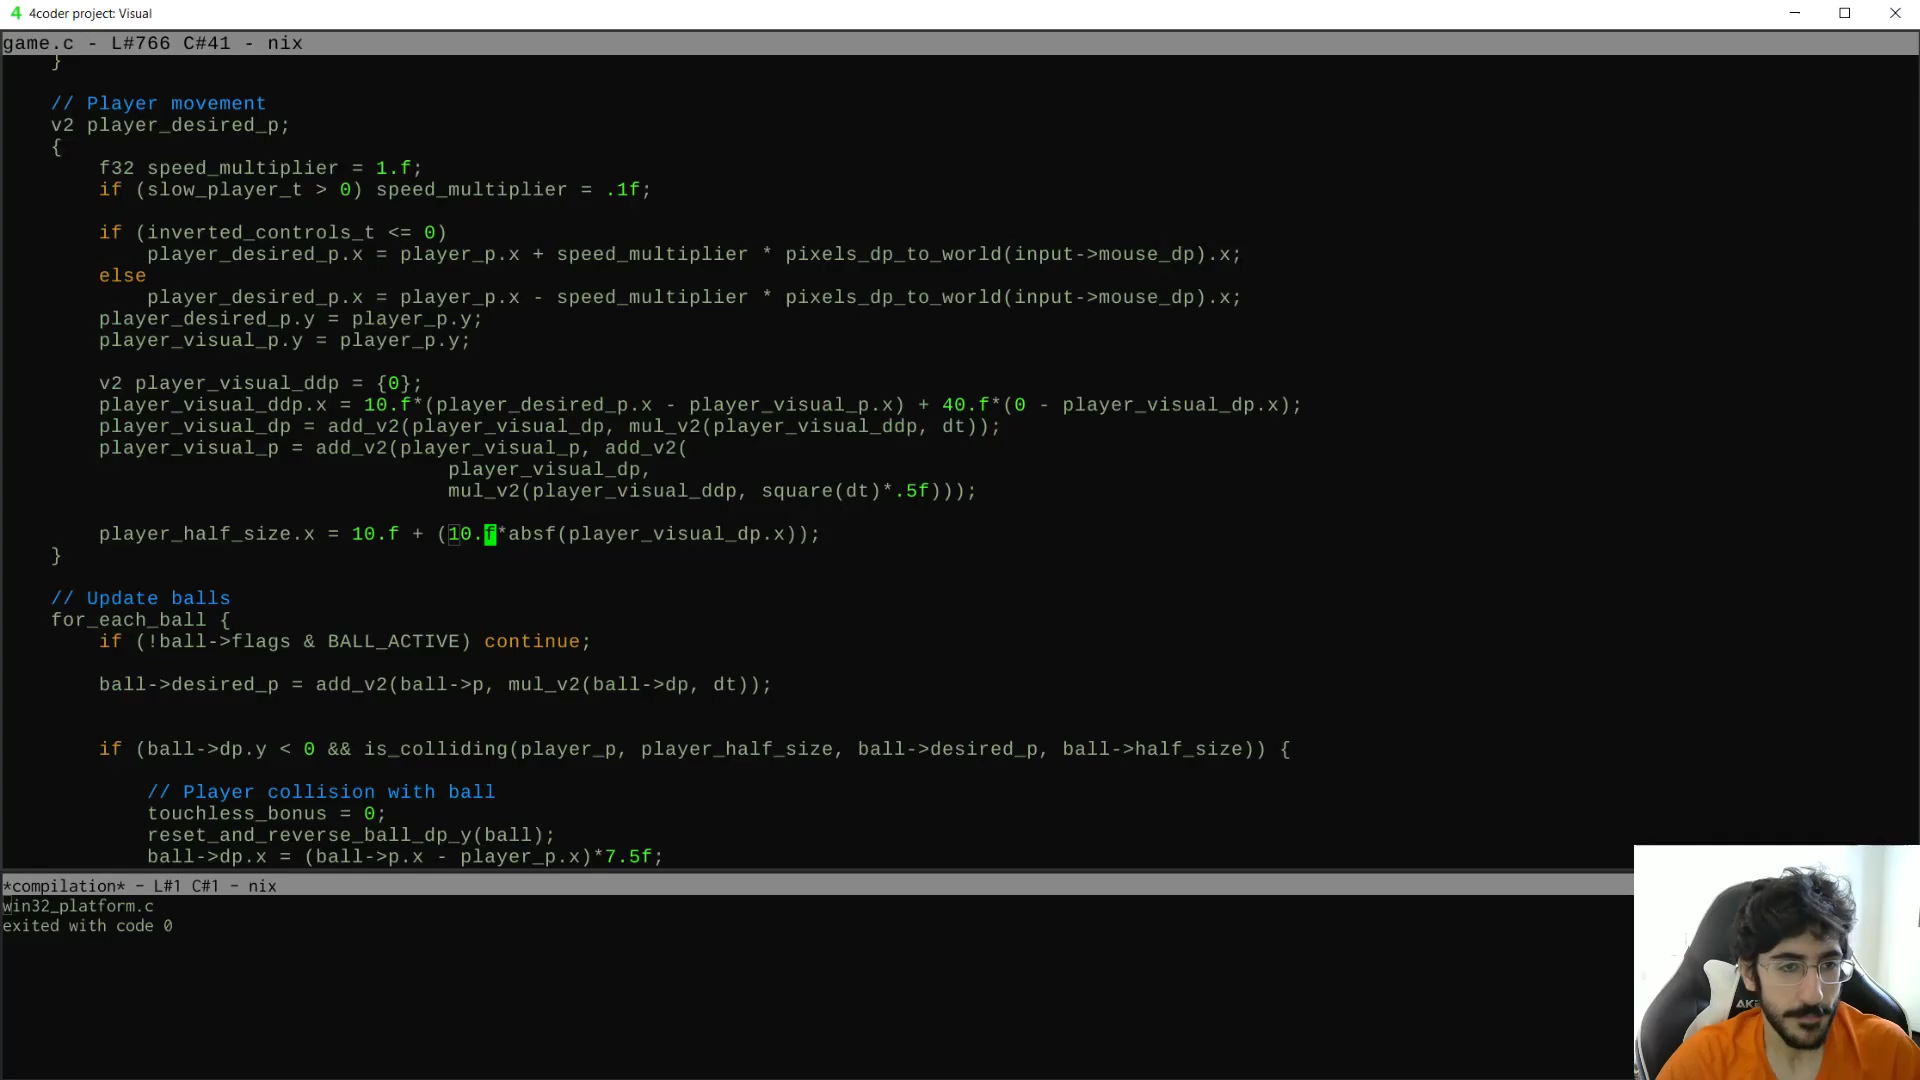 4 4coder project: Visual
game.c - L#766 C#41 - nix
}
// Player movement
v2 player_desired_p;
{
f32 speed_multiplier = 1.f;
if (slow_player_t > 0) speed_multiplier = .1f;
if (inverted_controls_t <= 0)
player_desired_p.x = player_p.x + speed_multiplier * pixels_dp_to_world(input->mouse_dp).x;
else
player_desired_p.x = player_p.x - speed_multiplier * pixels_dp_to_world(input->mouse_dp).x;
player_desired_p.y = player_p.y;
player_visual_p.y = player_p.y;
v2 player_visual_ddp = {0};
player_visual_ddp.x = 10.f*(player_desired_p.x - player_visual_p.x) + 40.f*(0 - player_visual_dp.x);
player_visual_dp = add_v2(player_visual_dp, mul_v2(player_visual_ddp, dt));
player_visual_p = add_v2(player_visual_p, add_v2(
player_visual_dp,
mul_v2(player_visual_ddp, square(dt)*.5f)));
player_half_size.x = 10.f + (10.f*absf(player_visual_dp.x));
}
// Update balls
for_each_ball {
if (!ball->flags & BALL_ACTIVE) continue;
ball->desired_p = add_v2(ball->p, mul_v2(ball->dp, dt));
if (ball->dp.y < 0 && is_colliding(player_p, player_half_size, ball->desired_p, ball->half_size)) {
// Player collision with ball
touchless_bonus = 0;
reset_and_reverse_ball_dp_y(ball);
ball->dp.x = (ball->p.x - player_p.x)*7.5f;
*compilation* - L#1 C#1 - nix
win32_platform.c
exited with code 0